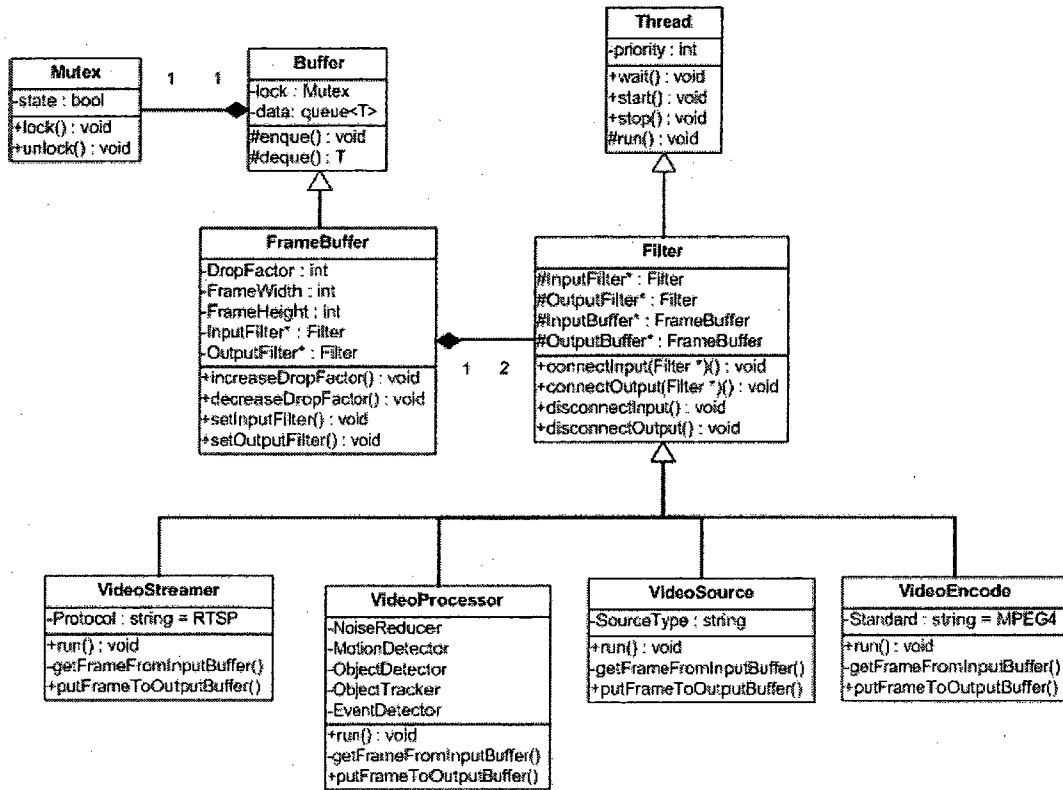 Thread
-priority : int
+wait() : void
+start() : void
+stop() : void
#run() : void
Mutex
-state : bool
+lock() : void
+unlock() : void
1 1
Buffer
-lock : Mutex
-data: queue<T>
#enque() : void
#deque() : T
FrameBuffer
-DropFactor : int
-FrameWidth : int
-FrameHeight : int
-InputFilter* : Filter
-OutputFilter* : Filter
+increaseDropFactor() : void
+decreaseDropFactor() : void
+setInputFilter() : void
+setOutputFilter() : void
1 2
Filter
#InputFilter* : Filter
#OutputFilter* : Filter
#InputBuffer* : FrameBuffer
#OutputBuffer* : FrameBuffer
+connectInput(Filter *)() : void
+connectOutput(Filter *)() : void
+disconnectInput() : void
+disconnectOutput() : void
VideoStreamer
-Protocol : string = RTSP
+run() : void
-getFrameFromInputBuffer()
+putFrameToOutputBuffer()
VideoProcessor
-NoiseReducer
-MotionDetector
-ObjectDetector
-ObjectTracker
-EventDetector
+run() : void
-getFrameFromInputBuffer()
+putFrameToOutputBuffer()
VideoSource
-SourceType : string
+run() : void
-getFrameFromInputBuffer()
+putFrameToOutputBuffer()
VideoEncode
-Standard : string = MPEG4
+run() : void
-getFrameFromInputBuffer()
+putFrameToOutputBuffer()